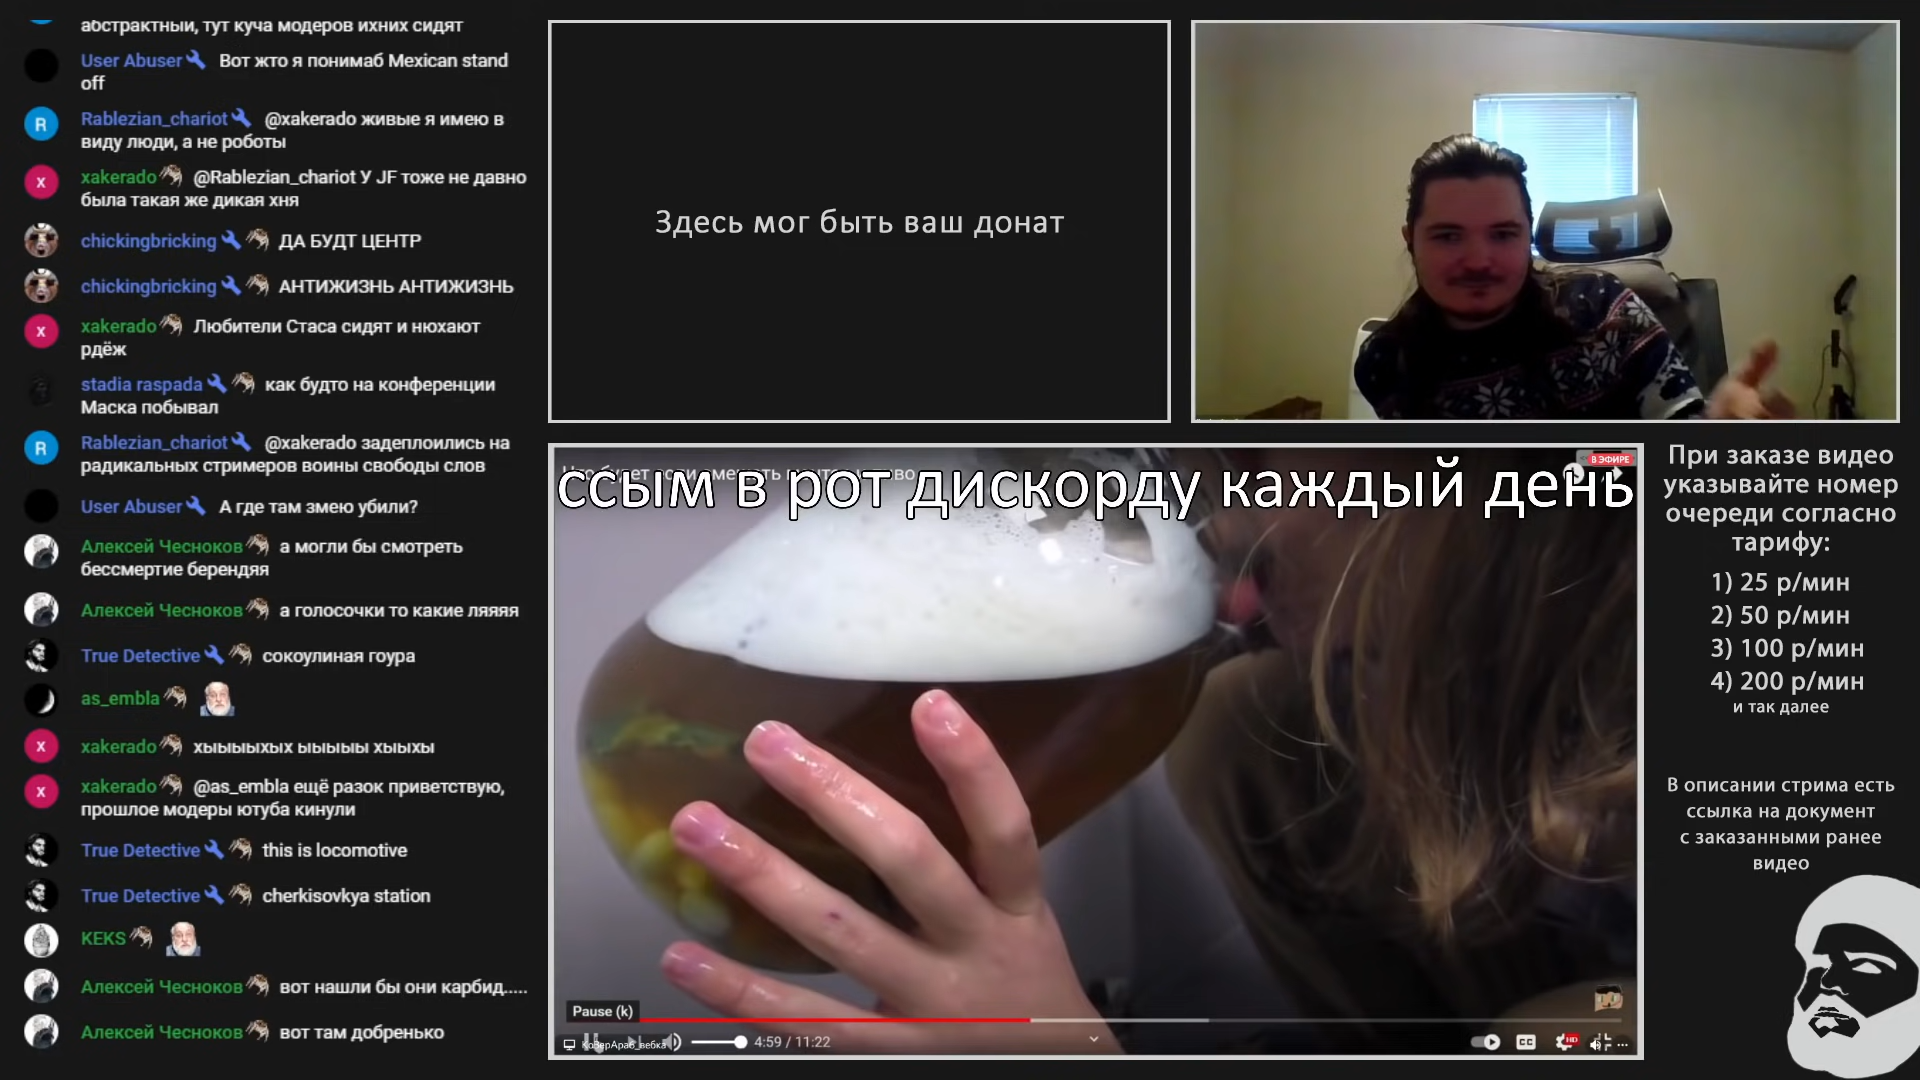 абстрактный, тут куча модеров ихних сидят
User Abuser Вот жто я понимаб Mexican stand
off
Rablezian_chariot @xakerado живые я имею в
виду люди, а не роботы
xakerado @Rablezian_chariot У JF тоже не давно
была такая же дикая хня
chickingbricking ДА БУДТ ЦЕНТР
chickingbricking АНТИЖИЗНЬ АНТИЖИЗНЬ
xakerado Любители Стаса сидят и нюхают
рдёж
stadia raspada как будто на конференции
Маска побывал
Rablezian_chariot @xakerado задеплоились на
радикальных стримеров воины свободы слов
User Abuser А где там змею убили?
Алексей Чесноков а могли бы смотреть
бессмертие берендяя
Алексей Чесноков а голосочки то какие ляяяя
True Detective сокоулиная гоура
as_embla
xakerado хыыыыхых ыыыыы хыыхы
xakerado @as_embla ещё разок приветствую,
прошлое модеры ютуба кинули
True Detective this is locomotive
True Detective cherkisovkya station
KEKS
Алексей Чесноков вот нашли бы они карбид.....
Алексей Чесноков вот там добренько
Здесь мог быть ваш донат
В ЭФИРЕ
ссым в рот дискорду каждый день
Pause (k)
КоЗерАраб_вебка
4:59 / 11:22
CC
HD
При заказе видео
указывайте номер
очереди согласно
тарифу:
1) 25 р/мин
2) 50 р/мин
3) 100 р/мин
4) 200 р/мин
и так далее
В описании стрима есть
ссылка на документ
с заказанными ранее
видео